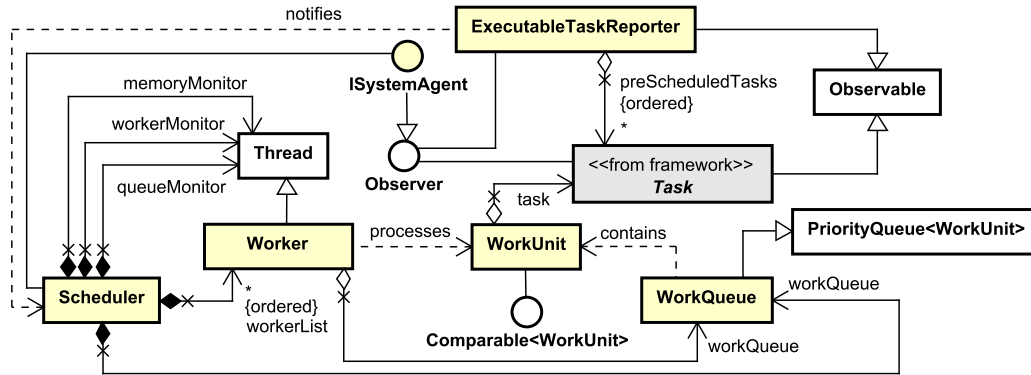 notifies
ExecutableTaskReporter
ISystemAgent
memoryMonitor
preScheduledTasks
{ordered}
*
Observable
workerMonitor
Thread
<<from framework>>
Task
Observer
queueMonitor
task
Worker
processes
WorkUnit
contains
PriorityQueue<WorkUnit>
Scheduler
*
{ordered}
workerList
WorkQueue
workQueue
Comparable<WorkUnit>
workQueue